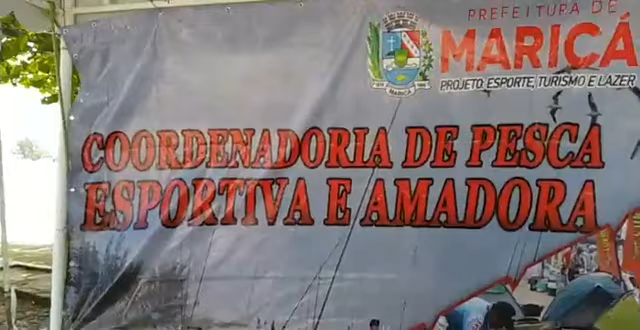 PREFEITURA DE
MARICÁ
PROJETO ESPORTE, TURISMO E LAZER
MARICÁ
COORDENADORIA DE PESCA
ESPORTIVA E AMADORA